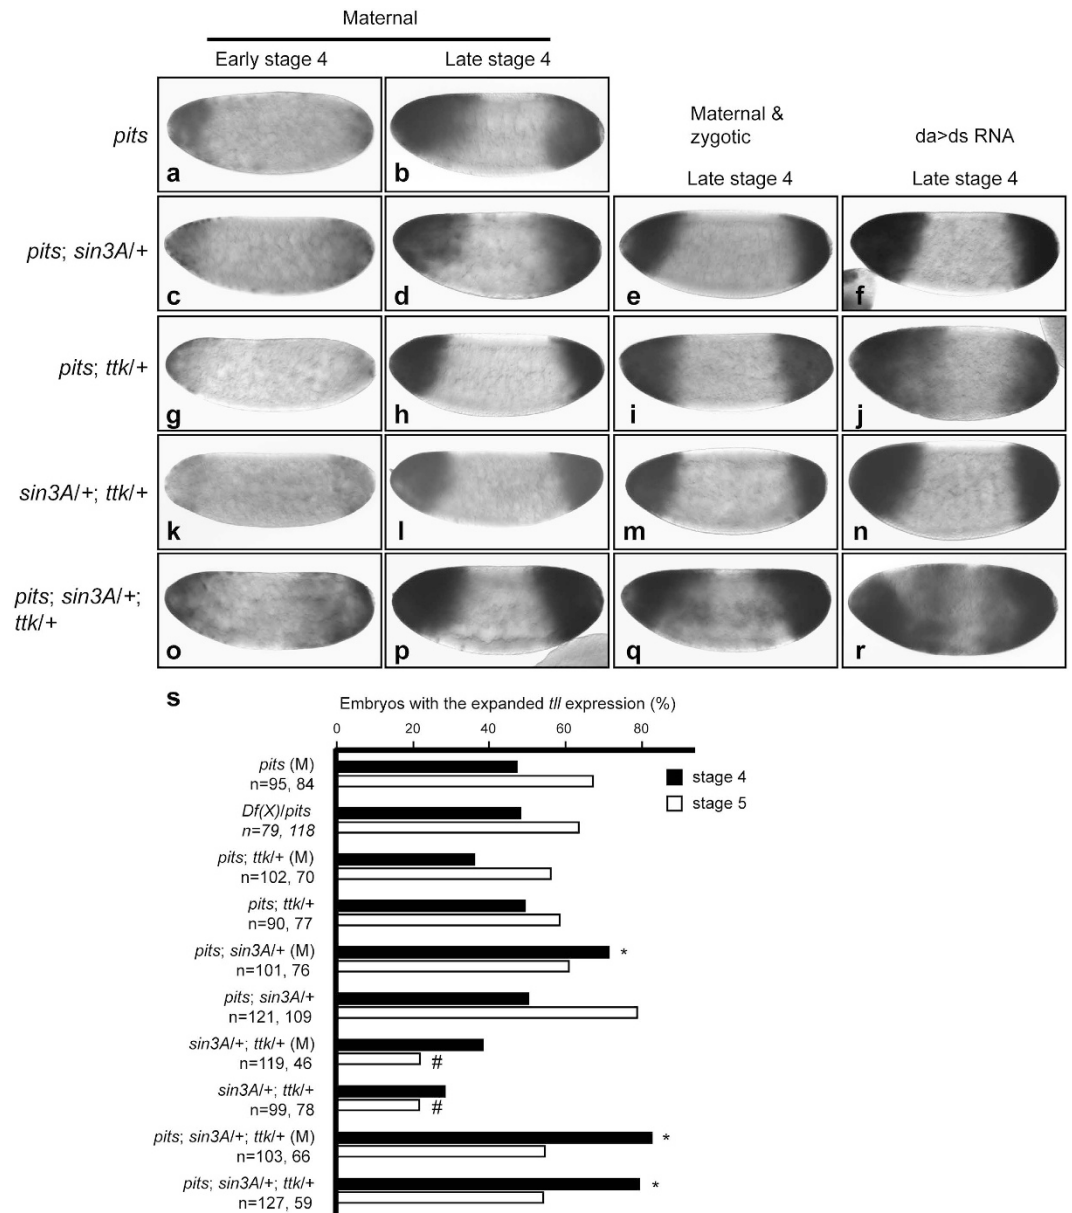 Maternal
Early stage 4
Late stage 4
Maternal &
zygotic
da>ds RNA
Late stage 4
Late stage 4
pits
a
b
pits; sin3A/+
c
d
e
f
pits; ttk/+
g
h
i
j
sin3A/+; ttk/+
k
l
m
n
pits; sin3A/+;
ttk/+
o
p
q
r
s
Embryos with the expanded tll expression (%)
0 20 40 60 80
stage 4
stage 5
pits (M)
n=95, 84
Df(X)/pits
n=79, 118
pits; ttk/+ (M)
n=102, 70
pits; ttk/+
n=90, 77
pits; sin3A/+ (M)
*
n=101, 76
pits; sin3A/+
n=121, 109
sin3A/+; ttk/+ (M)
n=119, 46
#
sin3A/+; ttk/+
n=99, 78
#
pits; sin3A/+; ttk/+ (M)
*
n=103, 66
pits; sin3A/+; ttk/+
*
n=127, 59